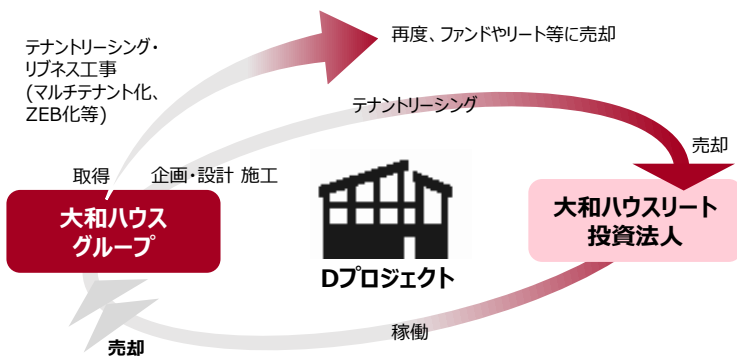 テナントリーシング・
リブネス工事
(マルチテナント化、
ZEB化等)
再度、ファンドやリート等に売却
テナントリーシング
売却
取得
企画・設計 施工
大和ハウス
グループ
大和ハウスリート
投資法人
Dプロジェクト
稼働
売却